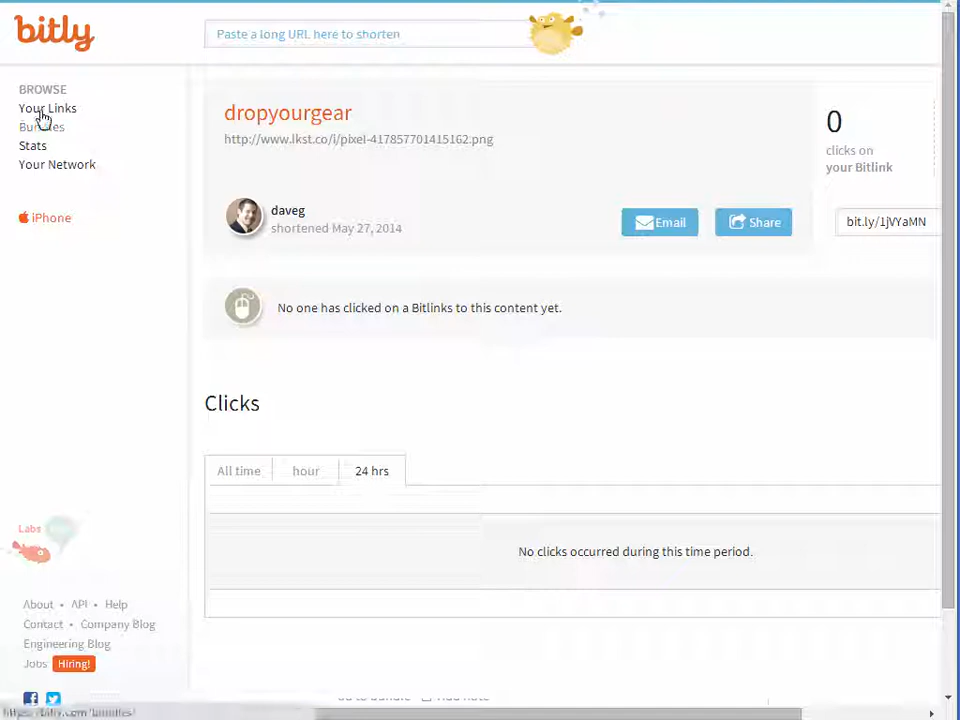 bitly
Paste a long URL here to shorten
BROWSE
Your Links
Bundles
Stats
Your Network
iPhone
dropyourgear
http://www.lkst.co/i/pixel-417857701415162.png
daveg
shortened May 27, 2014
Email
Share
0
clicks on
your Bitlink
bit.ly/1jVYaMN
No one has clicked on a Bitlinks to this content yet.
Clicks
All time
hour
24 hrs
No clicks occurred during this time period.
Labs
About • API • Help
Contact • Company Blog
Engineering Blog
Jobs Hiring!